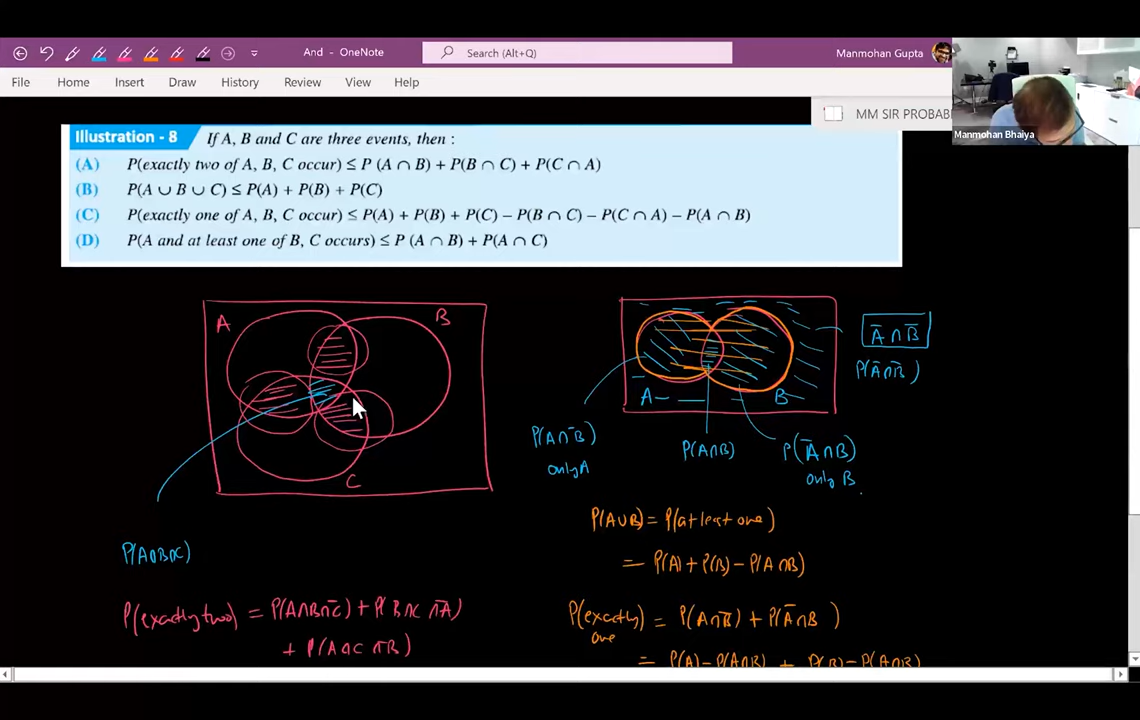 And - OneNote
Search (Alt+Q)
Manmohan Gupta
File Home Insert Draw History Review View Help
MM SIR PROBAB
Manmohan Bhaiya
Illustration - 8 If A, B and C are three events, then :
(A) P(exactly two of A, B, C occur) ≤ P (A ∩ B) + P(B ∩ C) + P(C ∩ A)
(B) P(A ∪ B ∪ C) ≤ P(A) + P(B) + P(C)
(C) P(exactly one of A, B, C occur) ≤ P(A) + P(B) + P(C) − P(B ∩ C) − P(C ∩ A) − P(A ∩ B)
(D) P(A and at least one of B, C occurs) ≤ P (A ∩ B) + P(A ∩ C)
A
B
C
P(A∩B∩C)
P(exactly two) = P(A∩B∩C̅) + P(B∩C∩A̅)
+ P(A∩C∩B̅)
A
B
A̅ ∩ B̅
P(A̅∩B̅)
P(A∩B̅)
only A
P(A∩B)
P(A̅∩B)
only B
P(A∪B) = P(at least one)
= P(A) + P(B) − P(A∩B)
P(exactly one) = P(A∩B̅) + P(A̅∩B)
= P(A) − P(A∩B) + P(B) − P(A∩B)